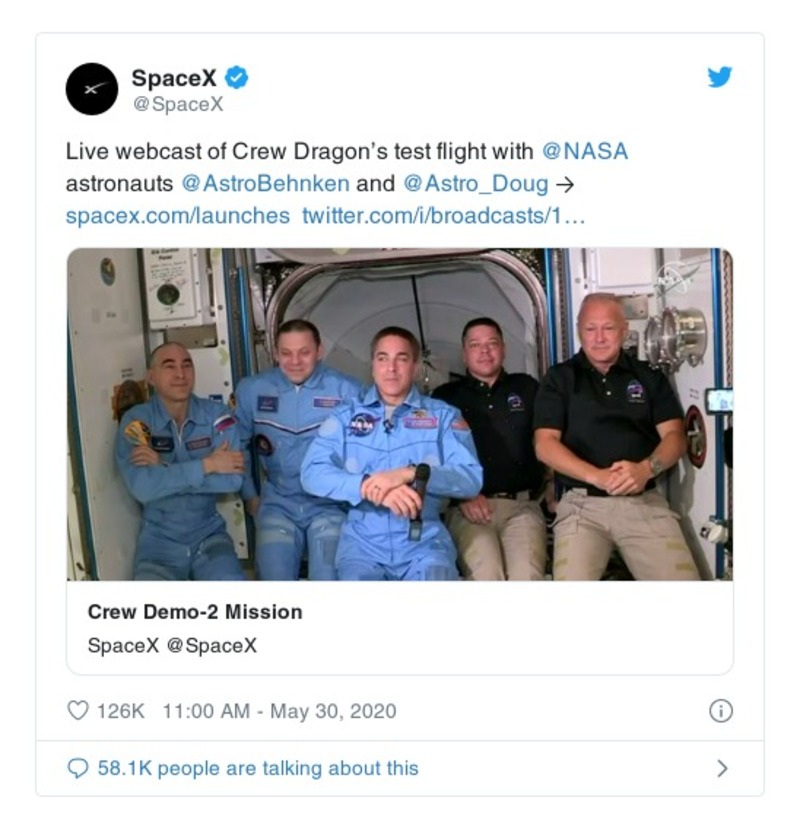 SpaceX
@SpaceX
Live webcast of Crew Dragon’s test flight with @NASA
astronauts @AstroBehnken and @Astro_Doug →
spacex.com/launches twitter.com/i/broadcasts/1…
NASA
NASA
Crew Demo-2 Mission
SpaceX @SpaceX
126K 11:00 AM - May 30, 2020
58.1K people are talking about this